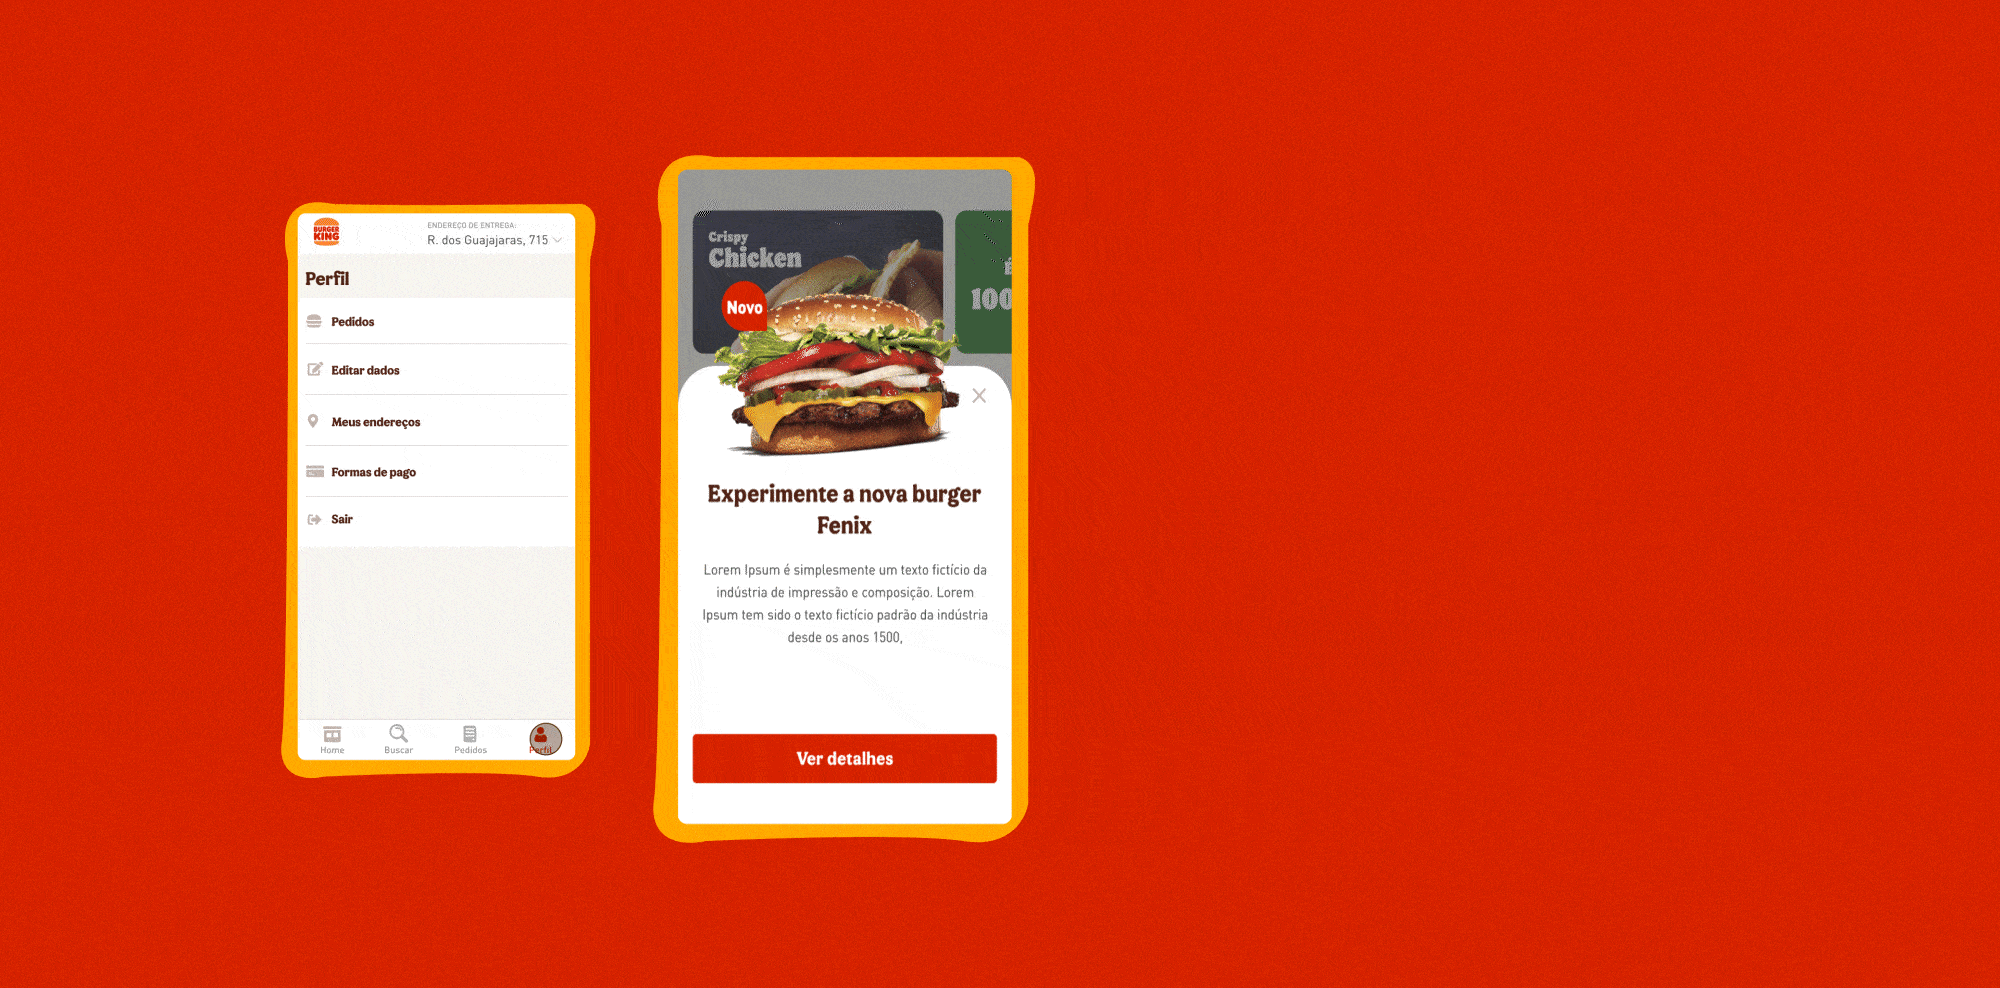 BURGER
KING
ENDEREÇO DE ENTREGA:
R. dos Guajajaras, 715
Perfil
Pedidos
Editar dados
Meus endereços
Formas de pago
Sair
Home
Buscar
Pedidos
Perfil
Crispy
Chicken
100
Novo
Experimente a nova burger
Fenix
Lorem Ipsum é simplesmente um texto fictício da
indústria de impressão e composição. Lorem
Ipsum tem sido o texto fictício padrão da indústria
desde os anos 1500,
Ver detalhes